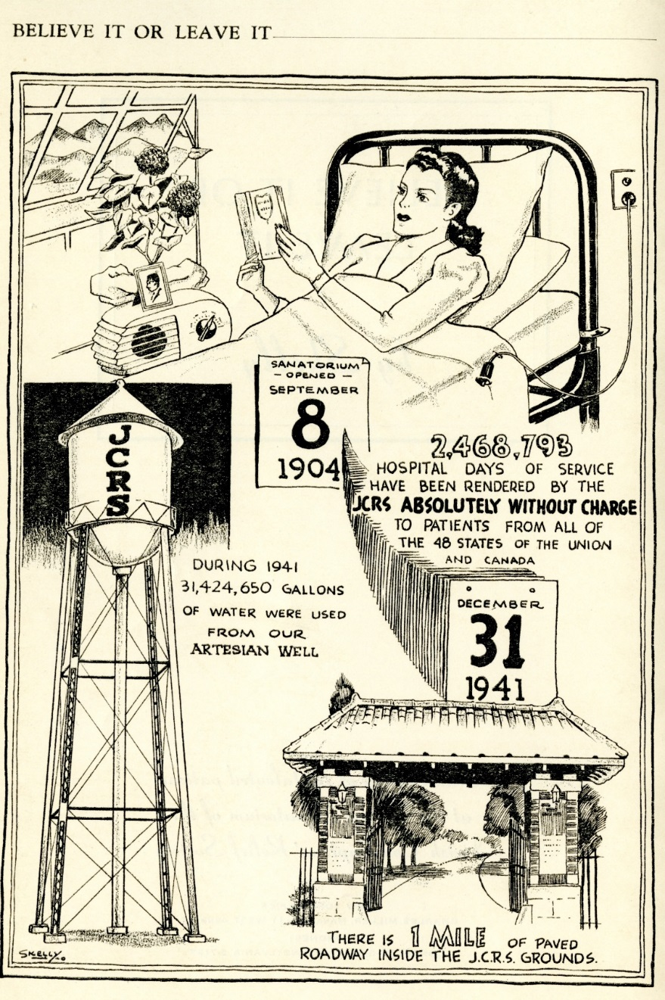 BELIEVE IT OR LEAVE IT
SANATORIUM
- OPENED -
SEPTEMBER
8
1904
2,468,793
HOSPITAL DAYS OF SERVICE
HAVE BEEN RENDERED BY THE
JCRS ABSOLUTELY WITHOUT CHARGE
TO PATIENTS FROM ALL OF
THE 48 STATES OF THE UNION
AND CANADA
JCRS
DURING 1941
31,424,650 GALLONS
OF WATER WERE USED
FROM OUR
ARTESIAN WELL
DECEMBER
31
1941
THERE IS 1 MILE OF PAVED
ROADWAY INSIDE THE J.C.R.S. GROUNDS.
SKELLY.